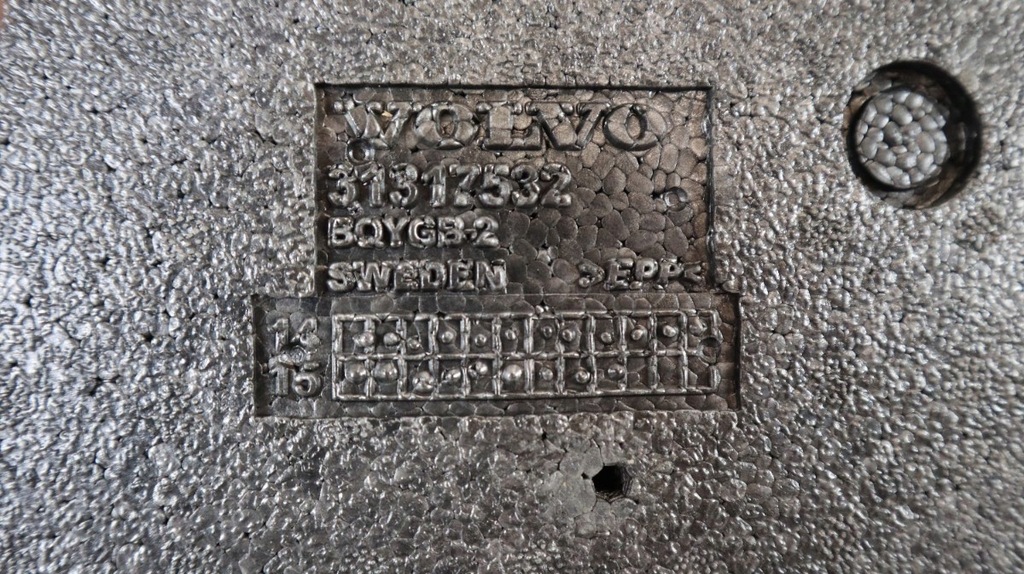 VOLVO
31317532
BQYGB-2
SWEDEN >EPP<
14
15